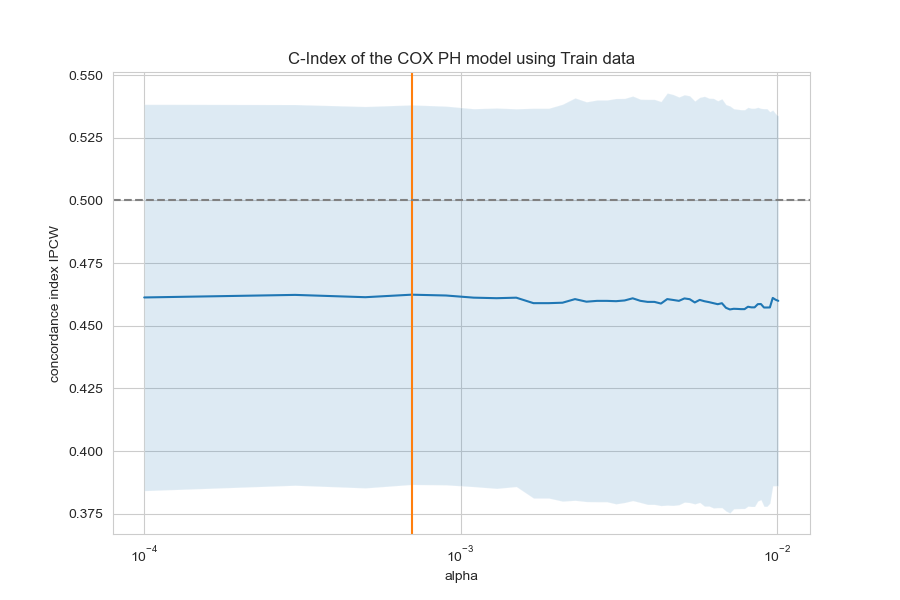 C-Index of the COX PH model using Train data
concordance index IPCW
0.550
0.525
0.500
0.475
0.450
0.425
0.400
0.375
10⁻⁴ 10⁻³ 10⁻²
alpha